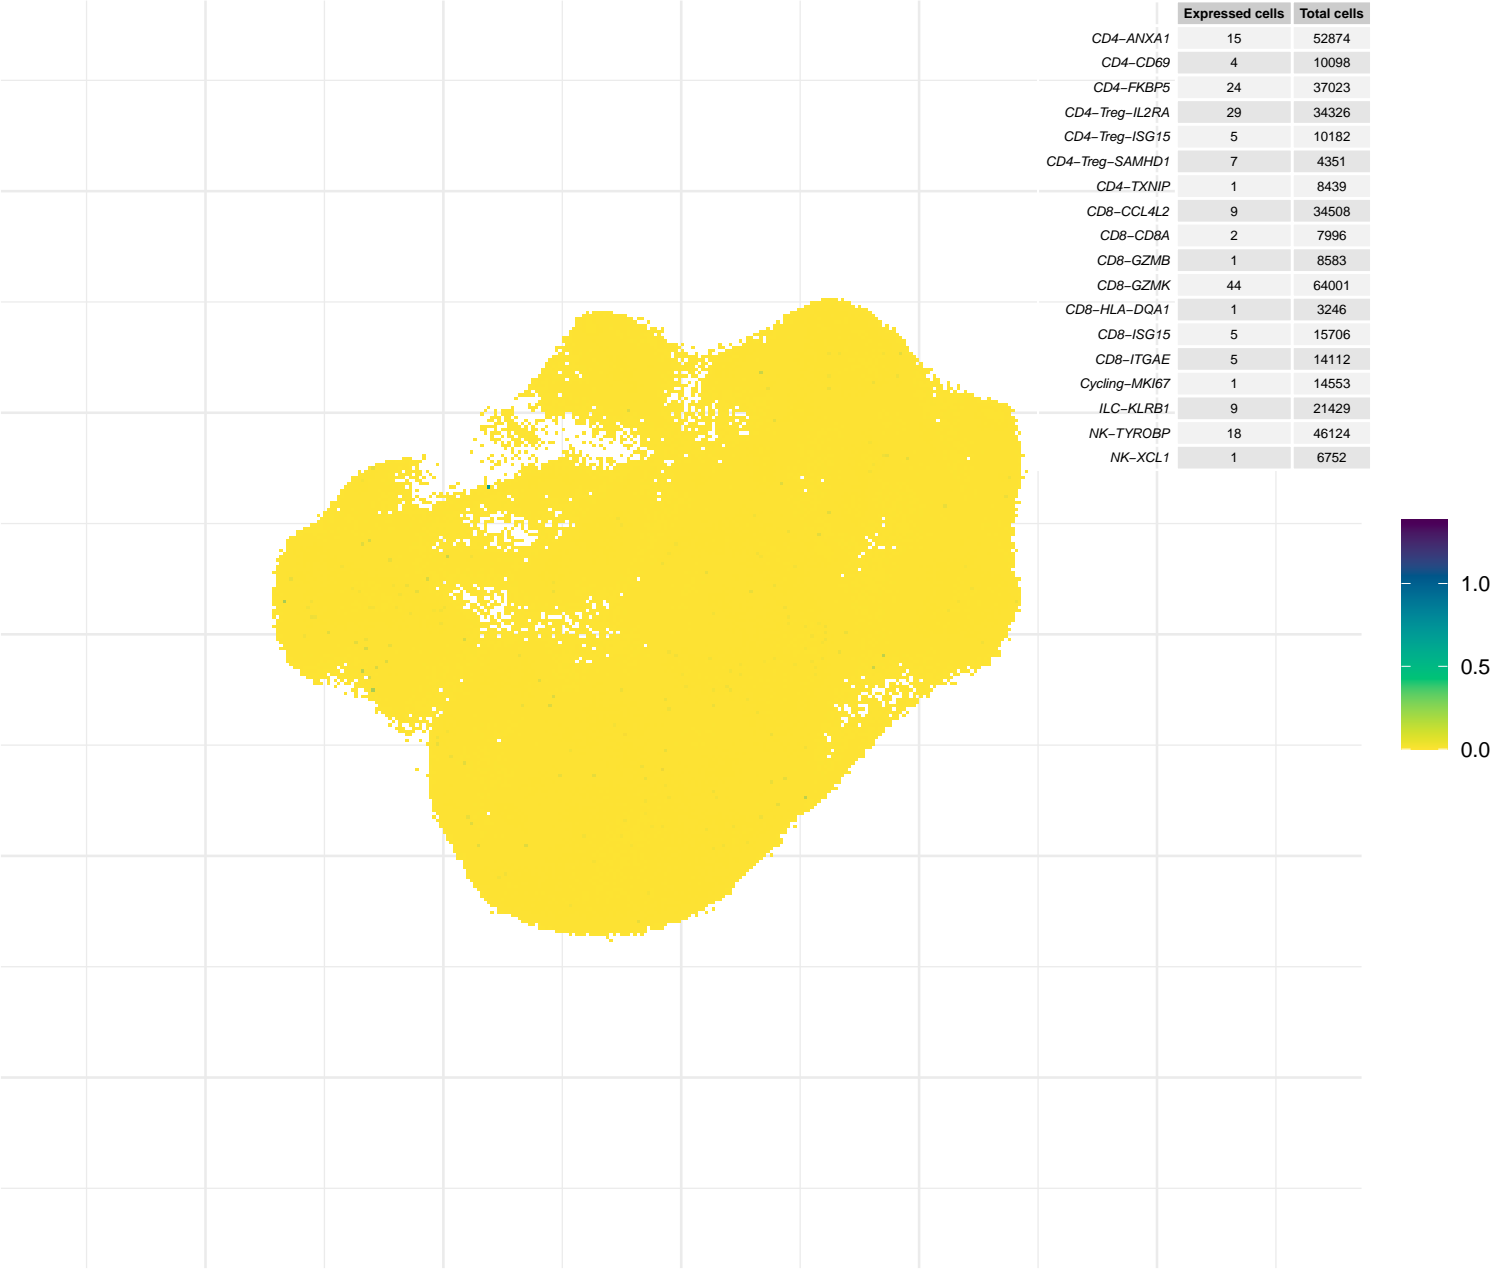 Expressed cells Total cells
CD4−ANXA1 15 52874
CD4−CD69 4 10098
CD4−FKBP5 24 37023
CD4−Treg−IL2RA 29 34326
CD4−Treg−ISG15 5 10182
CD4−Treg−SAMHD1 7 4351
CD4−TXNIP 1 8439
CD8−CCL4L2 9 34508
CD8−CD8A 2 7996
CD8−GZMB 1 8583
CD8−GZMK 44 64001
CD8−HLA−DQA1 1 3246
CD8−ISG15 5 15706
CD8−ITGAE 5 14112
Cycling−MKI67 1 14553
ILC−KLRB1 9 21429
NK−TYROBP 18 46124
NK−XCL1 1 6752
1.0
0.5
0.0